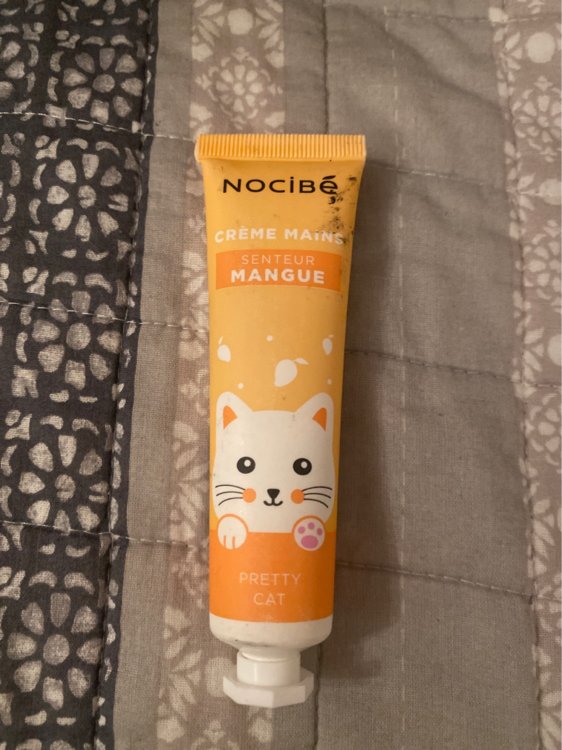 NOCiBé
CRÈME MAINS
SENTEUR
MANGUE
PRETTY
CAT